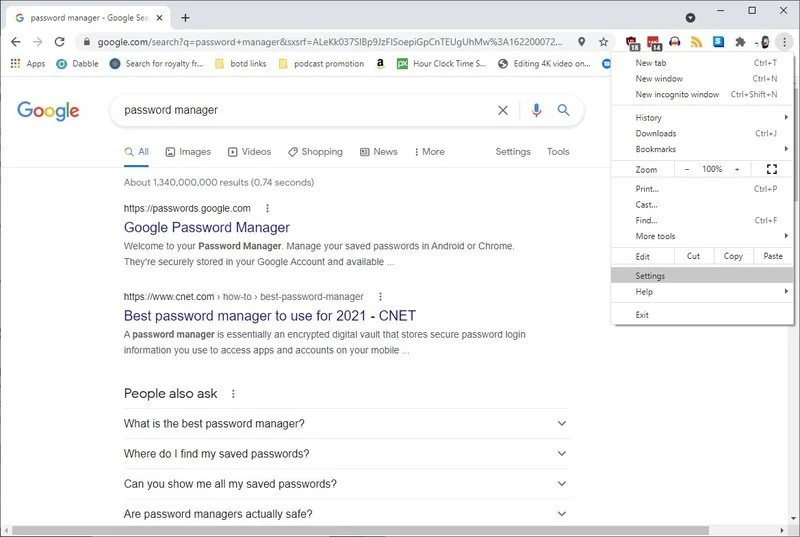 password manager - Google Sea
google.com/search?q=password+manager&sxsrf=ALeKk037SlBp9JzFlSoepiGpCnTEUgUhMw%3A162200072...
18
14
Apps
Search for royalty fr...
botd links
podcast promotion
Hour Clock Time S...
Editing 4K video on...
Google
password manager
All
Images
Videos
Shopping
News
More
Settings
Tools
About 1,340,000,000 results (0.74 seconds)
https://passwords.google.com
Google Password Manager
Welcome to your Password Manager. Manage your saved passwords in Android or Chrome.
They're securely stored in your Google Account and available ...
https://www.cnet.com › how-to › best-password-manager
Best password manager to use for 2021 - CNET
A password manager is essentially an encrypted digital vault that stores secure password login
information you use to access apps and accounts on your mobile ...
People also ask
What is the best password manager?
Where do I find my saved passwords?
Can you show me all my saved passwords?
Are password managers actually safe?
New tab Ctrl+T
New window Ctrl+N
New incognito window Ctrl+Shift+N
History
Downloads Ctrl+J
Bookmarks
Zoom - 100% +
Print... Ctrl+P
Cast...
Find... Ctrl+F
More tools
Edit Cut Copy Paste
Settings
Help
Exit